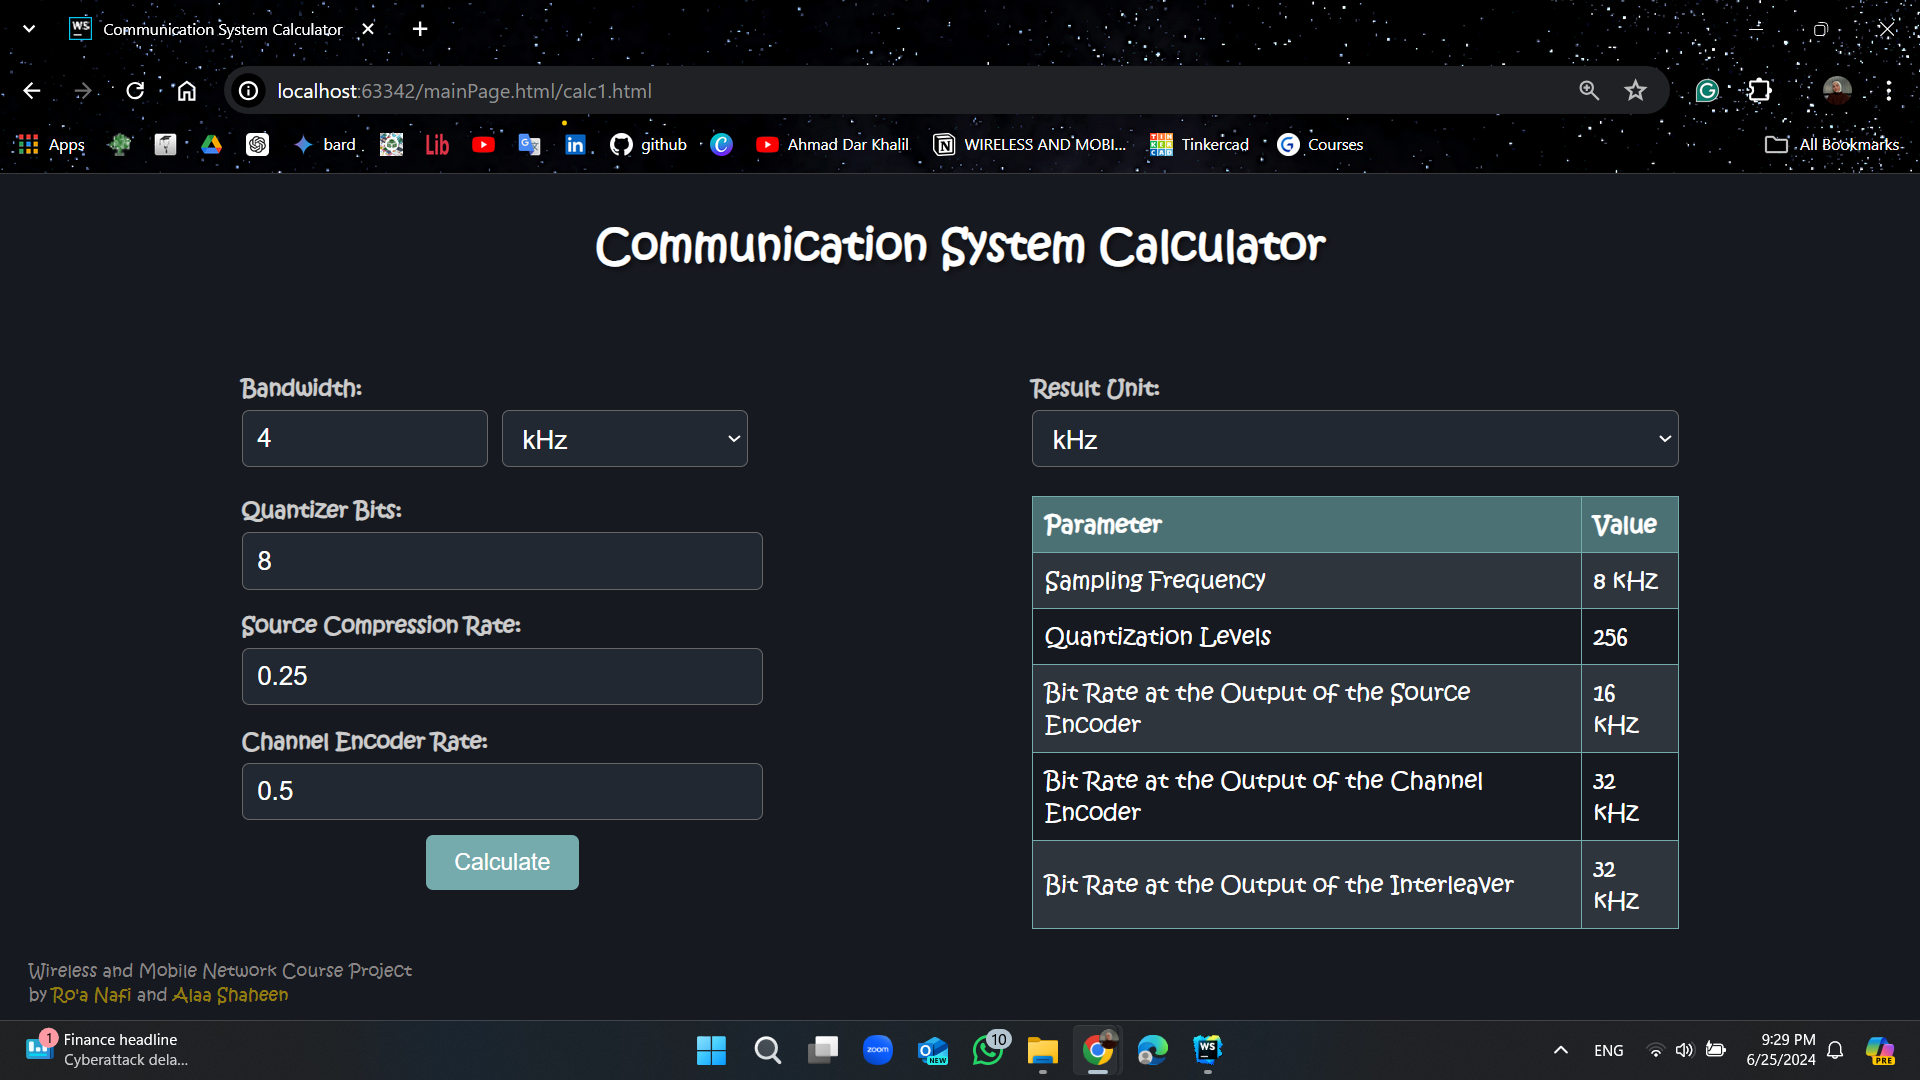 WS
Communication System Calculator
localhost:63342/mainPage.html/calc1.html
Apps
bard
Lib
github
Ahmad Dar Khalil
WIRELESS AND MOBI...
Tinkercad
Courses
All Bookmarks
Communication System Calculator
Bandwidth:
4
kHz
Quantizer Bits:
8
Source Compression Rate:
0.25
Channel Encoder Rate:
0.5
Calculate
Result Unit:
kHz
Parameter Value
Sampling Frequency 8 kHz
Quantization Levels 256
Bit Rate at the Output of the Source
Encoder
16
kHz
Bit Rate at the Output of the Channel
Encoder
32
kHz
Bit Rate at the Output of the Interleaver
32
kHz
Wireless and Mobile Network Course Project
by Ro'a Nafi and Alaa Shaheen
1
Finance headline
Cyberattack dela...
zoom
NEW
10
WS
ENG
9:29 PM
6/25/2024
PRE